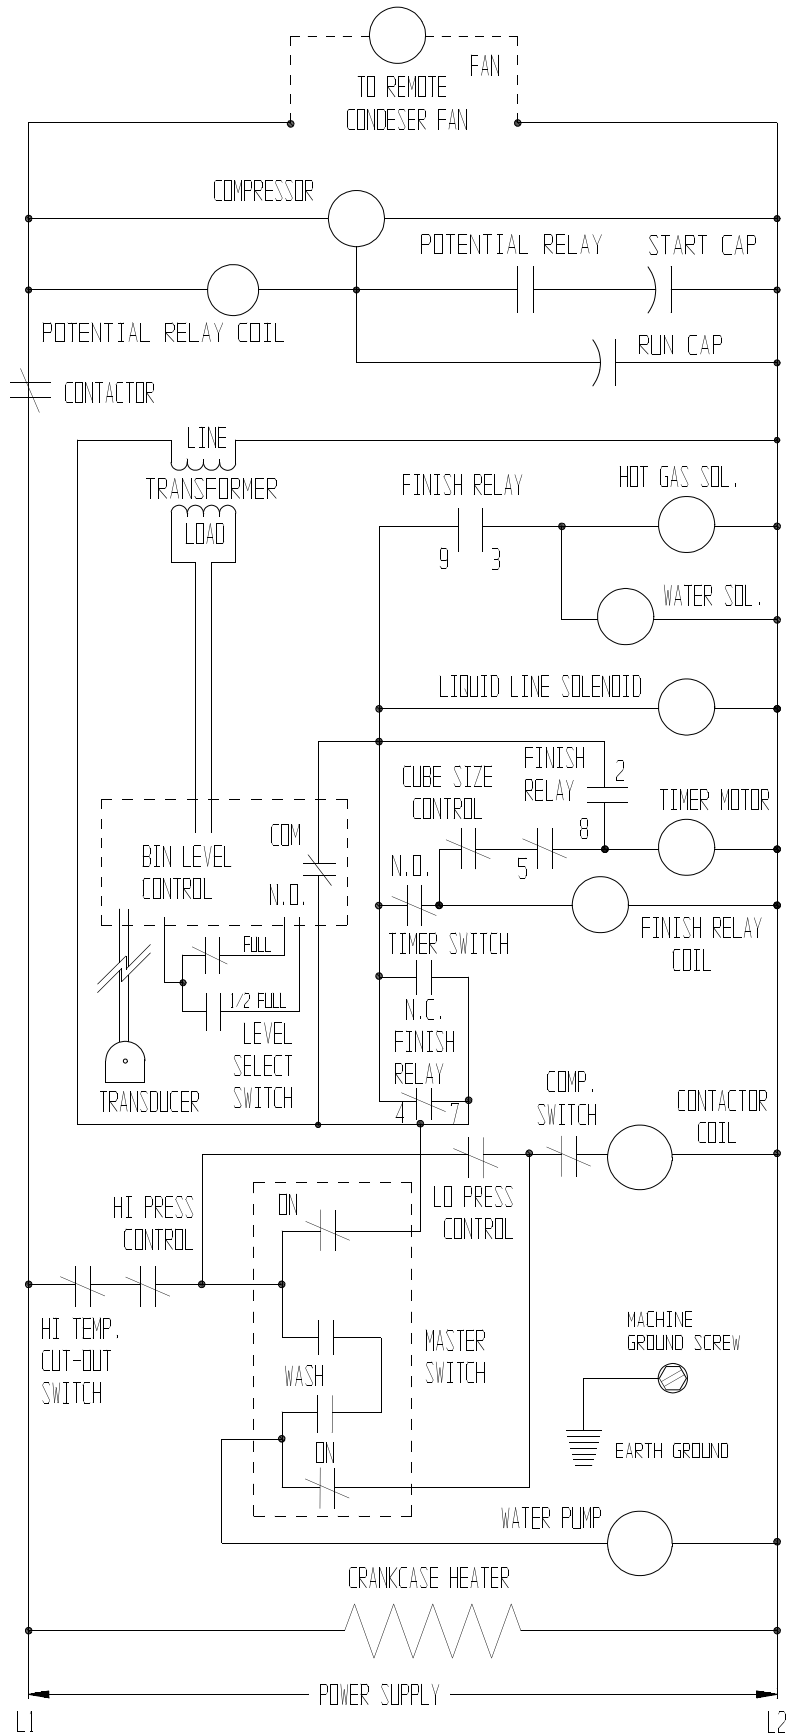 FAN
TO REMOTE
CONDESER FAN
COMPRESSOR
POTENTIAL RELAY
START CAP
POTENTIAL RELAY COIL
RUN CAP
CONTACTOR
LINE
TRANSFORMER
LOAD
FINISH RELAY
HOT GAS SOL.
9
3
WATER SOL.
LIQUID LINE SOLENOID
CUBE SIZE
CONTROL
FINISH
RELAY
2
TIMER MOTOR
8
5
COM
BIN LEVEL
CONTROL
N.O.
N.O.
TIMER SWITCH
FINISH RELAY
COIL
FULL
1/2 FULL
LEVEL
SELECT
SWITCH
N.C.
FINISH
RELAY
4
7
TRANSDUCER
COMP.
SWITCH
CONTACTOR
COIL
HI PRESS
CONTROL
ON
LO PRESS
CONTROL
HI TEMP.
CUT-OUT
SWITCH
WASH
MASTER
SWITCH
MACHINE
GROUND SCREW
ON
EARTH GROUND
WATER PUMP
CRANKCASE HEATER
POWER SUPPLY
L1
L2